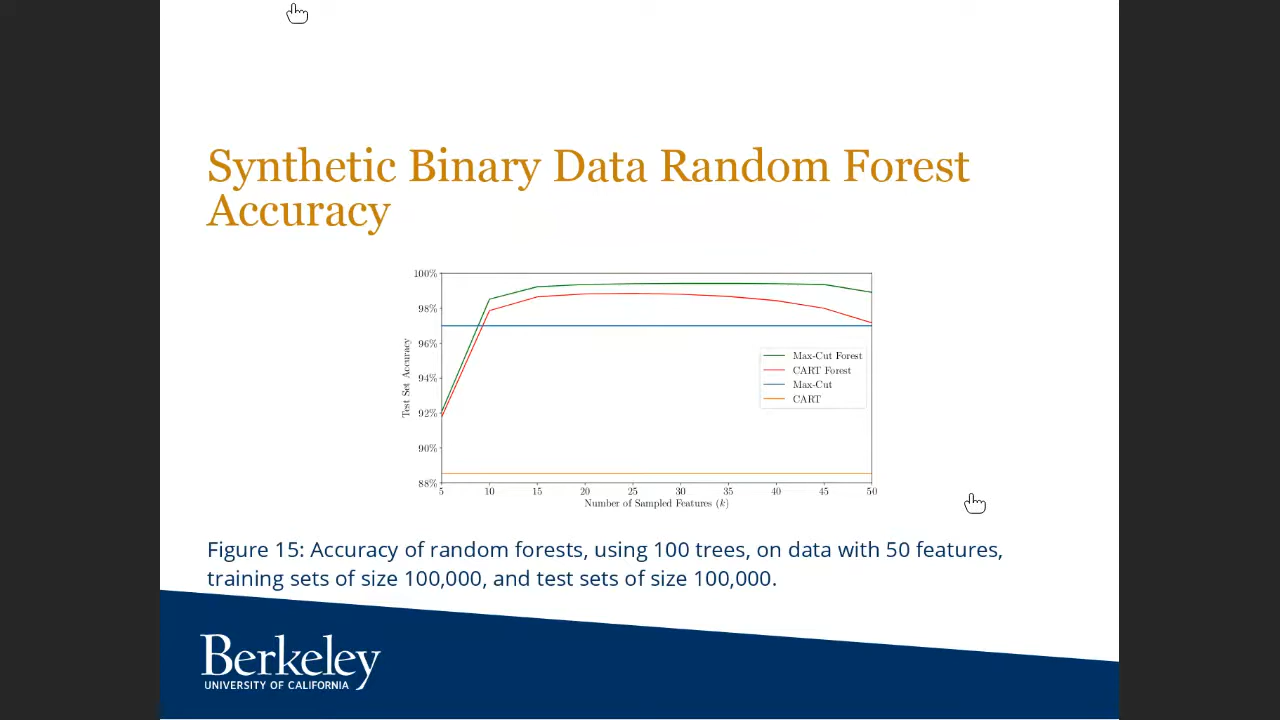 Synthetic Binary Data Random Forest
Accuracy
100%
98%
96%
94%
92%
90%
88%
Test Set Accuracy
Max-Cut Forest
CART Forest
Max-Cut
CART
5 10 15 20 25 30 35 40 45 50
Number of Sampled Features (k)
Figure 15: Accuracy of random forests, using 100 trees, on data with 50 features,
training sets of size 100,000, and test sets of size 100,000.
Berkeley
UNIVERSITY OF CALIFORNIA